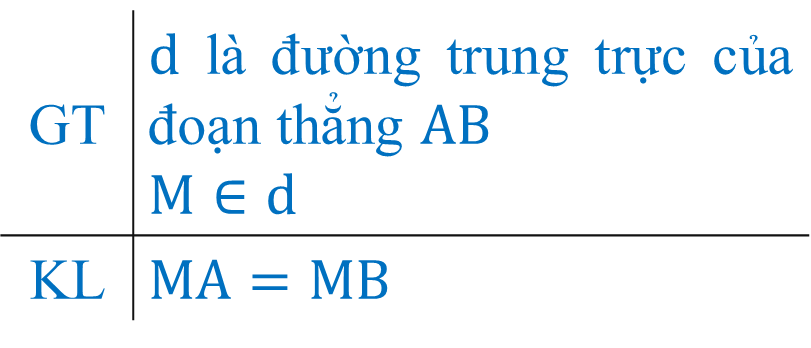 d là đường trung trực của
GT đoạn thẳng AB
M ∈ d
KL MA = MB